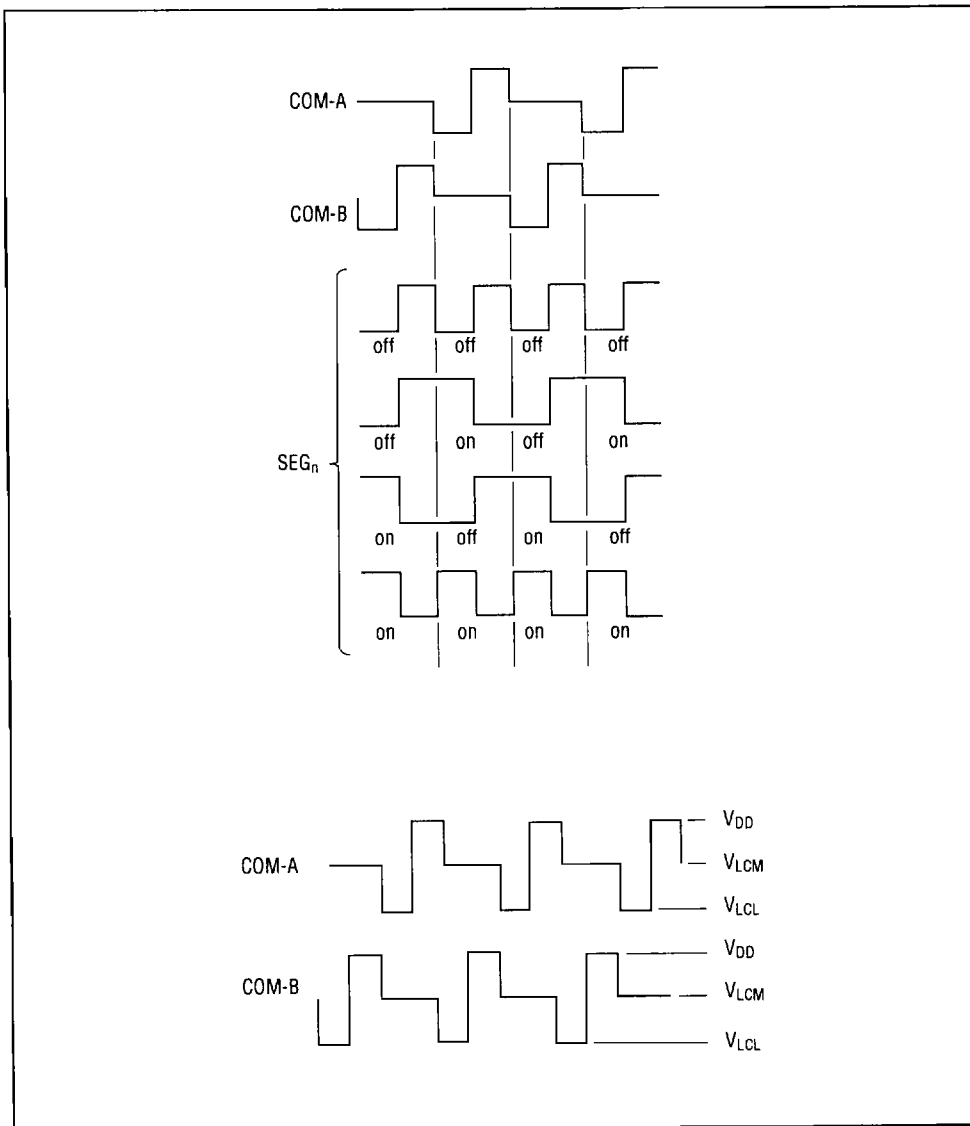 COM-A
COM-B
off off off off
off on off on
SEGn
on off on off
on on on on
VDD
COM-A
VLCM
VLCL
VDD
COM-B
VLCM
VLCL